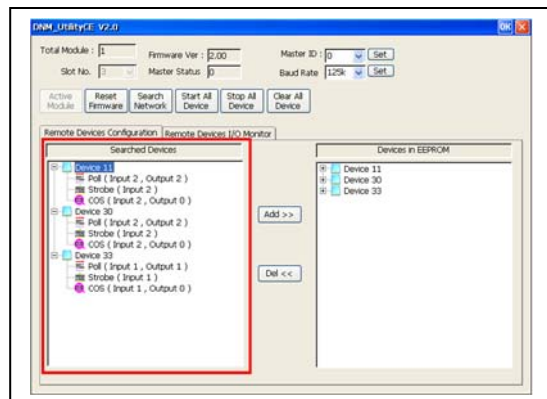 DNM_UtilityCE V2.0 OK
Total Module : 1 Firmware Ver : 2.00 Master ID : 0 Set
Slot No. 3 Master Status 0 Baud Rate 125k Set
Active Module Reset Firmware Search Network Start All Device Stop All Device Clear All Device
Remote Devices Configuration Remote Devices I/O Monitor
Searched Devices Devices in EEPROM
Device 11
Poll ( Input 2 , Output 2 )
Strobe ( Input 2 )
COS ( Input 2 , Output 0 )
Device 30
Poll ( Input 2 , Output 2 )
Strobe ( Input 2 )
COS ( Input 2 , Output 0 )
Device 33
Poll ( Input 1 , Output 1 )
Strobe ( Input 1 )
COS ( Input 1 , Output 0 )
Add >>
Del <<
Device 11
Device 30
Device 33